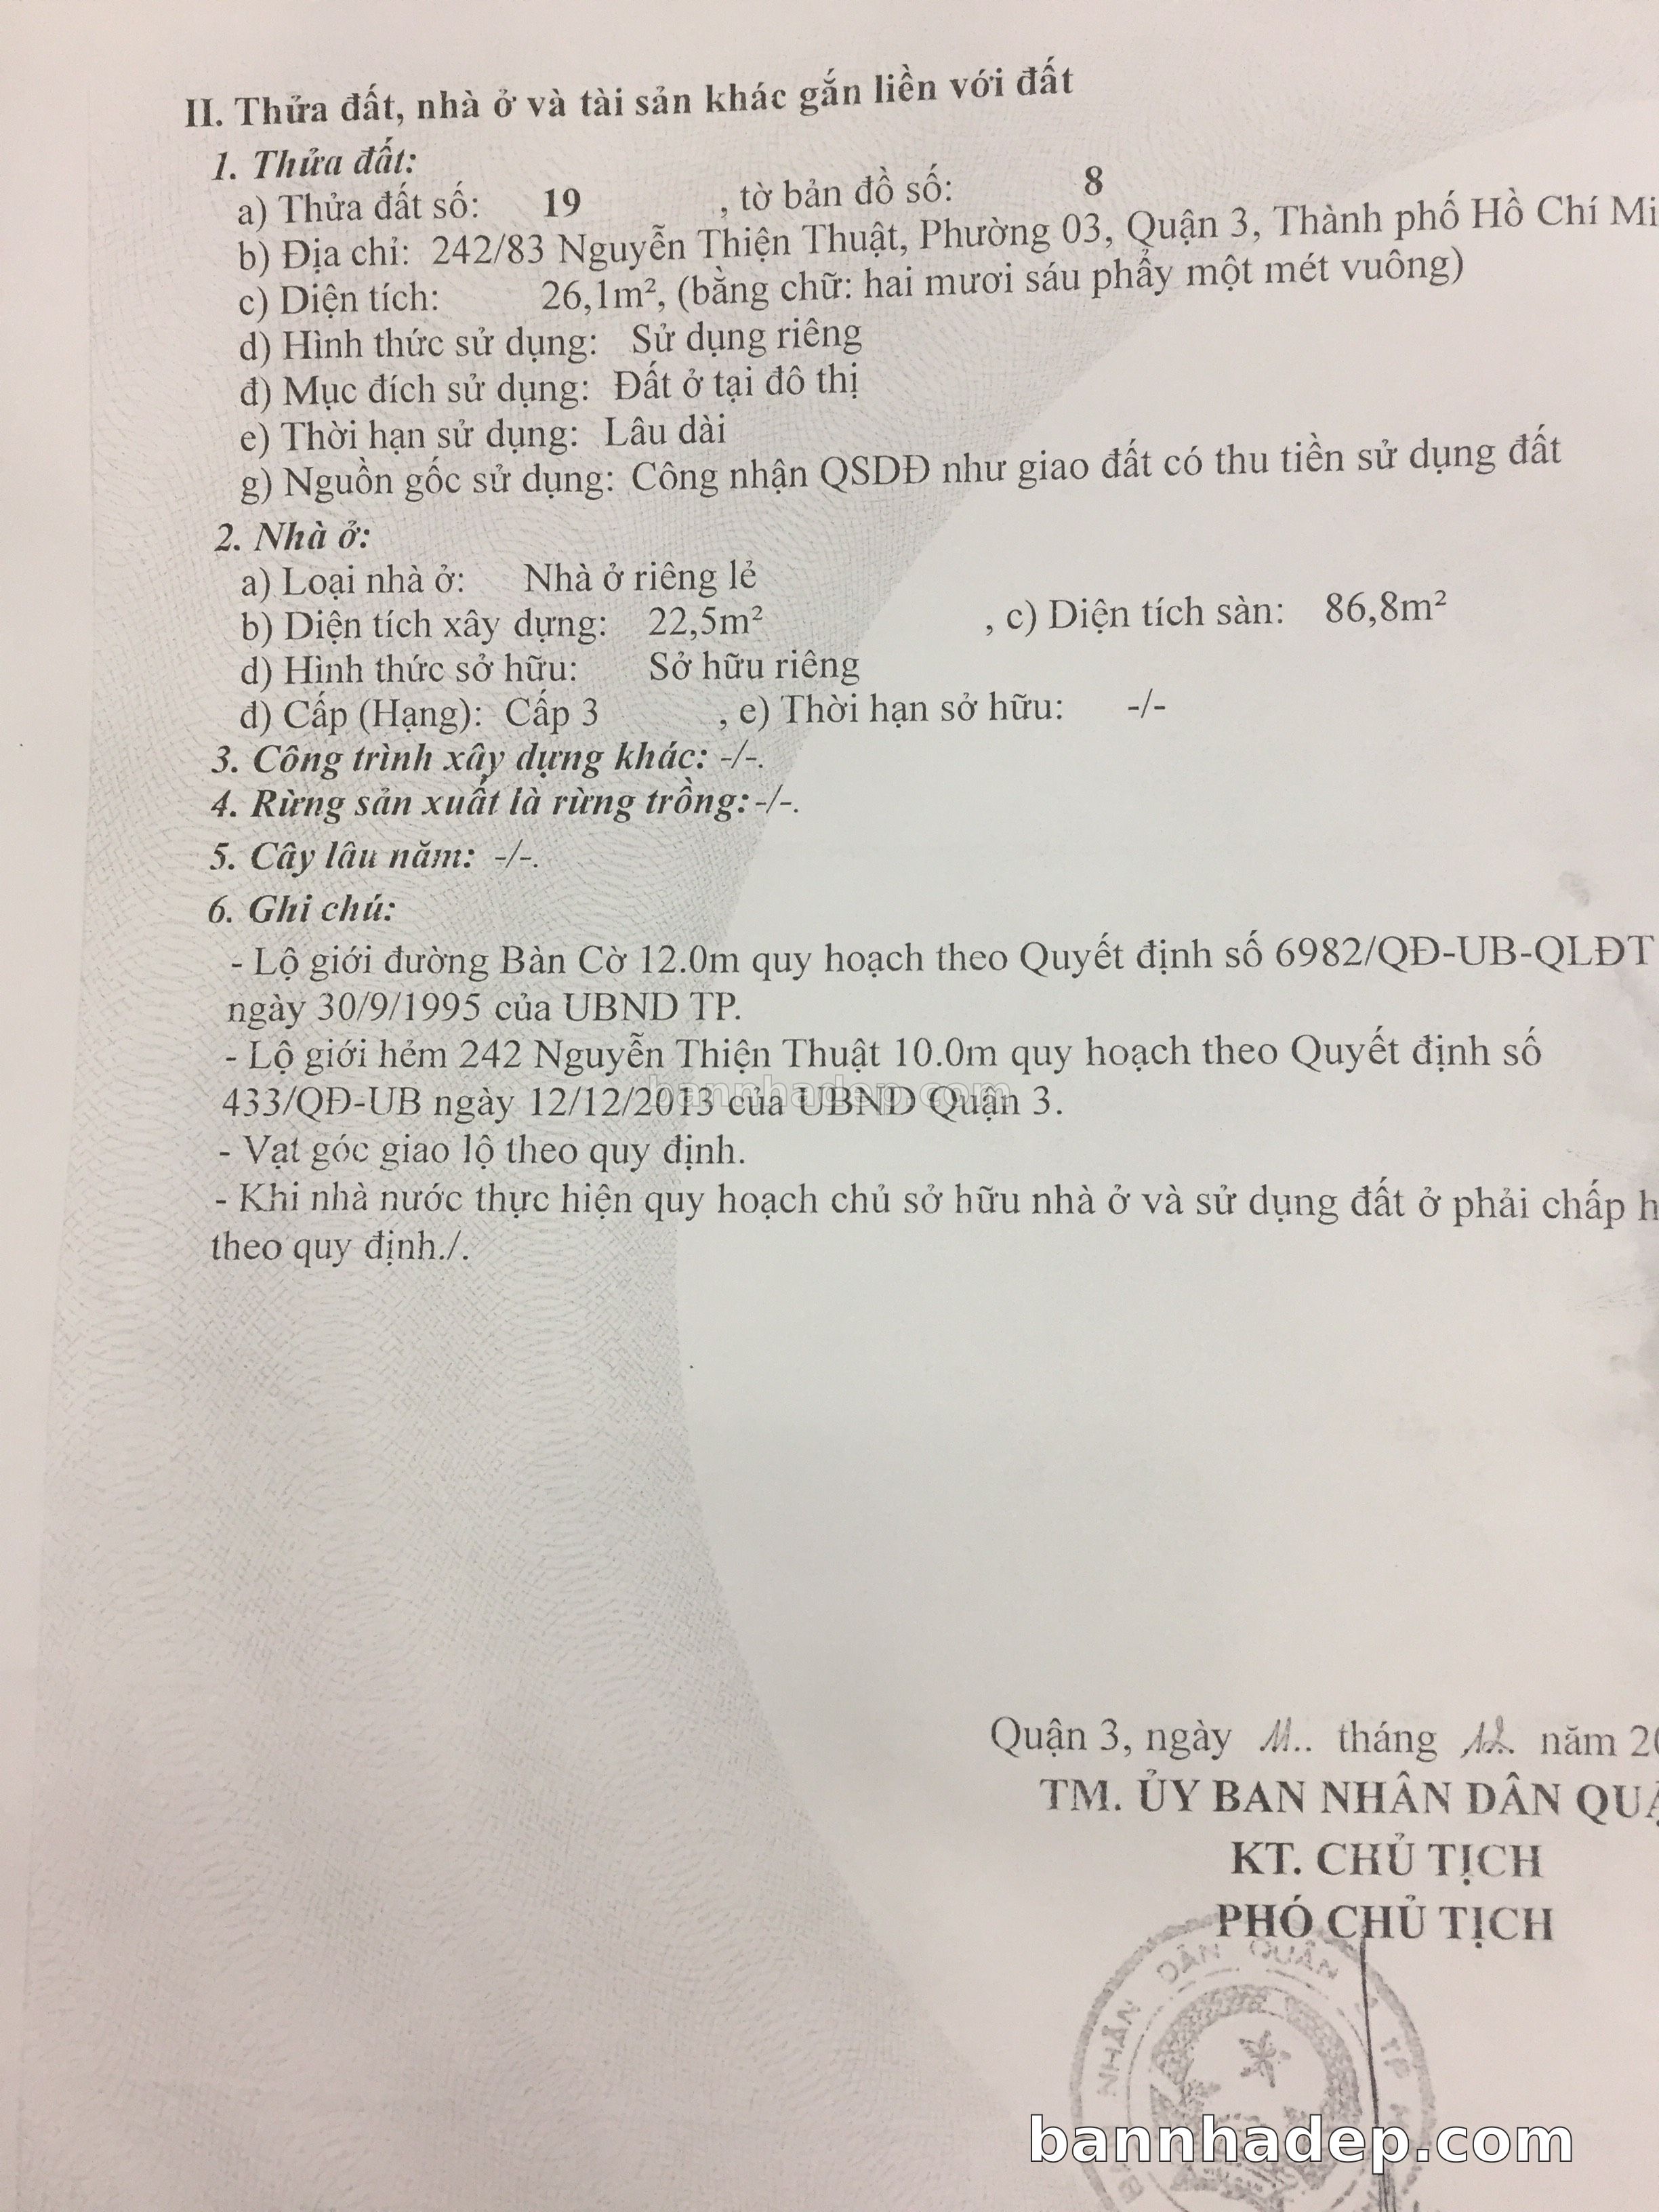 II. Thửa đất, nhà ở và tài sản khác gắn liền với đất
1. Thửa đất:
a) Thửa đất số: 19 , tờ bản đồ số: 8
b) Địa chỉ: 242/83 Nguyễn Thiện Thuật, Phường 03, Quận 3, Thành phố Hồ Chí Mi
c) Diện tích: 26,1m², (bằng chữ: hai mươi sáu phẩy một mét vuông)
d) Hình thức sử dụng: Sử dụng riêng
đ) Mục đích sử dụng: Đất ở tại đô thị
e) Thời hạn sử dụng: Lâu dài
g) Nguồn gốc sử dụng: Công nhận QSDĐ như giao đất có thu tiền sử dụng đất
2. Nhà ở:
a) Loại nhà ở: Nhà ở riêng lẻ
b) Diện tích xây dựng: 22,5m² , c) Diện tích sàn: 86,8m²
d) Hình thức sở hữu: Sở hữu riêng
đ) Cấp (Hạng): Cấp 3 , e) Thời hạn sở hữu: -/-
3. Công trình xây dựng khác: -/-.
4. Rừng sản xuất là rừng trồng: -/-.
5. Cây lâu năm: -/-.
6. Ghi chú:
- Lộ giới đường Bàn Cờ 12.0m quy hoạch theo Quyết định số 6982/QĐ-UB-QLĐT
ngày 30/9/1995 của UBND TP.
- Lộ giới hẻm 242 Nguyễn Thiện Thuật 10.0m quy hoạch theo Quyết định số
bannhadep.com
433/QĐ-UB ngày 12/12/2013 của UBND Quận 3.
- Vạt góc giao lộ theo quy định.
- Khi nhà nước thực hiện quy hoạch chủ sở hữu nhà ở và sử dụng đất ở phải chấp h
theo quy định./.
Quận 3, ngày 11.. tháng 12. năm 20
TM. ỦY BAN NHÂN DÂN QUẬ
KT. CHỦ TỊCH
PHÓ CHỦ TỊCH
NHÂN DÂN QUẬN TP
bannhadep.com